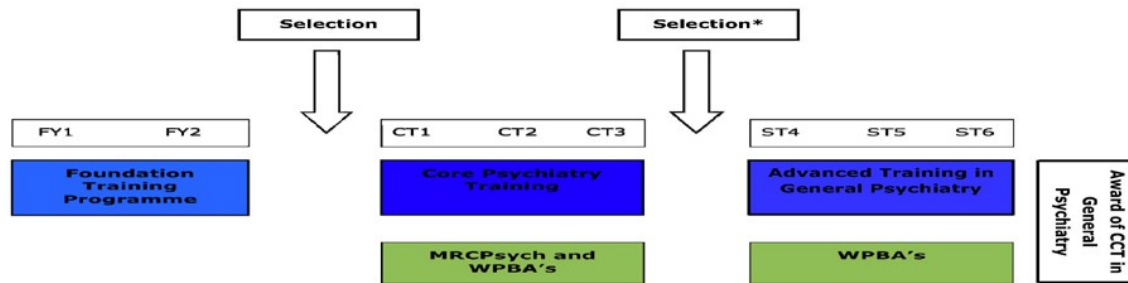 Selection
Selection*
FY1 FY2
CT1 CT2 CT3
ST4 ST5 ST6
Foundation
Training
Programme
Core Psychiatry
Training
Advanced Training in
General Psychiatry
MRCPsych and
WPBA's
WPBA's
Award of CCT in
General
Psychiatry